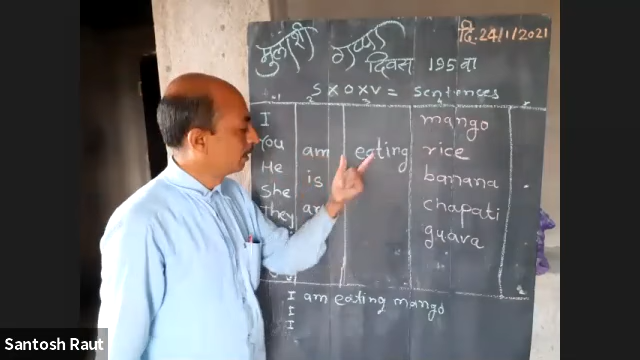 दि. 24/1/2021
मुलांशी गप्पा
दिवस 195 वा
S X O X V = Sentences
I mango
You am eating rice
He is banana
She chapati
They guava
I am eating mango
I
I
Santosh Raut